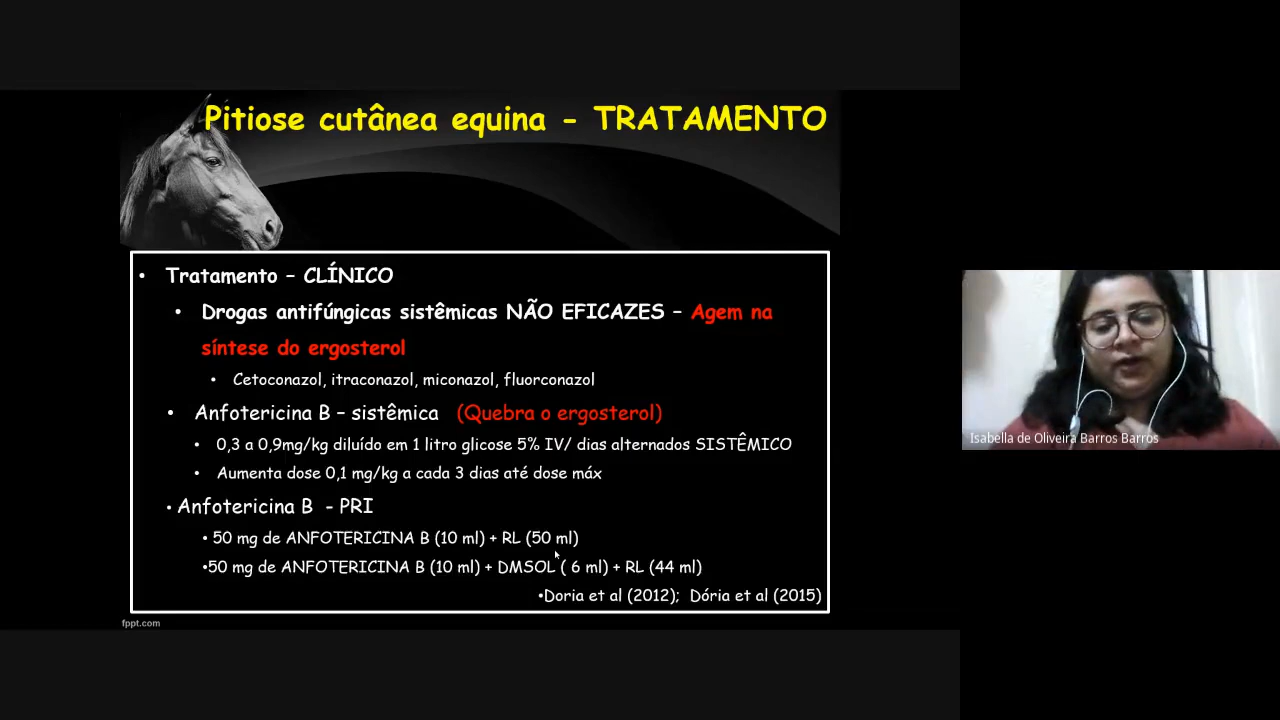 Pitiose cutânea equina - TRATAMENTO
• Tratamento – CLÍNICO
• Drogas antifúngicas sistêmicas NÃO EFICAZES – Agem na
síntese do ergosterol
• Cetoconazol, itraconazol, miconazol, fluorconazol
• Anfotericina B – sistêmica (Quebra o ergosterol)
• 0,3 a 0,9mg/kg diluído em 1 litro glicose 5% IV/ dias alternados SISTÊMICO
• Aumenta dose 0,1 mg/kg a cada 3 dias até dose máx
• Anfotericina B - PRI
• 50 mg de ANFOTERICINA B (10 ml) + RL (50 ml)
•50 mg de ANFOTERICINA B (10 ml) + DMSOL ( 6 ml) + RL (44 ml)
•Doria et al (2012); Dória et al (2015)
fppt.com
Isabella de Oliveira Barros Barros